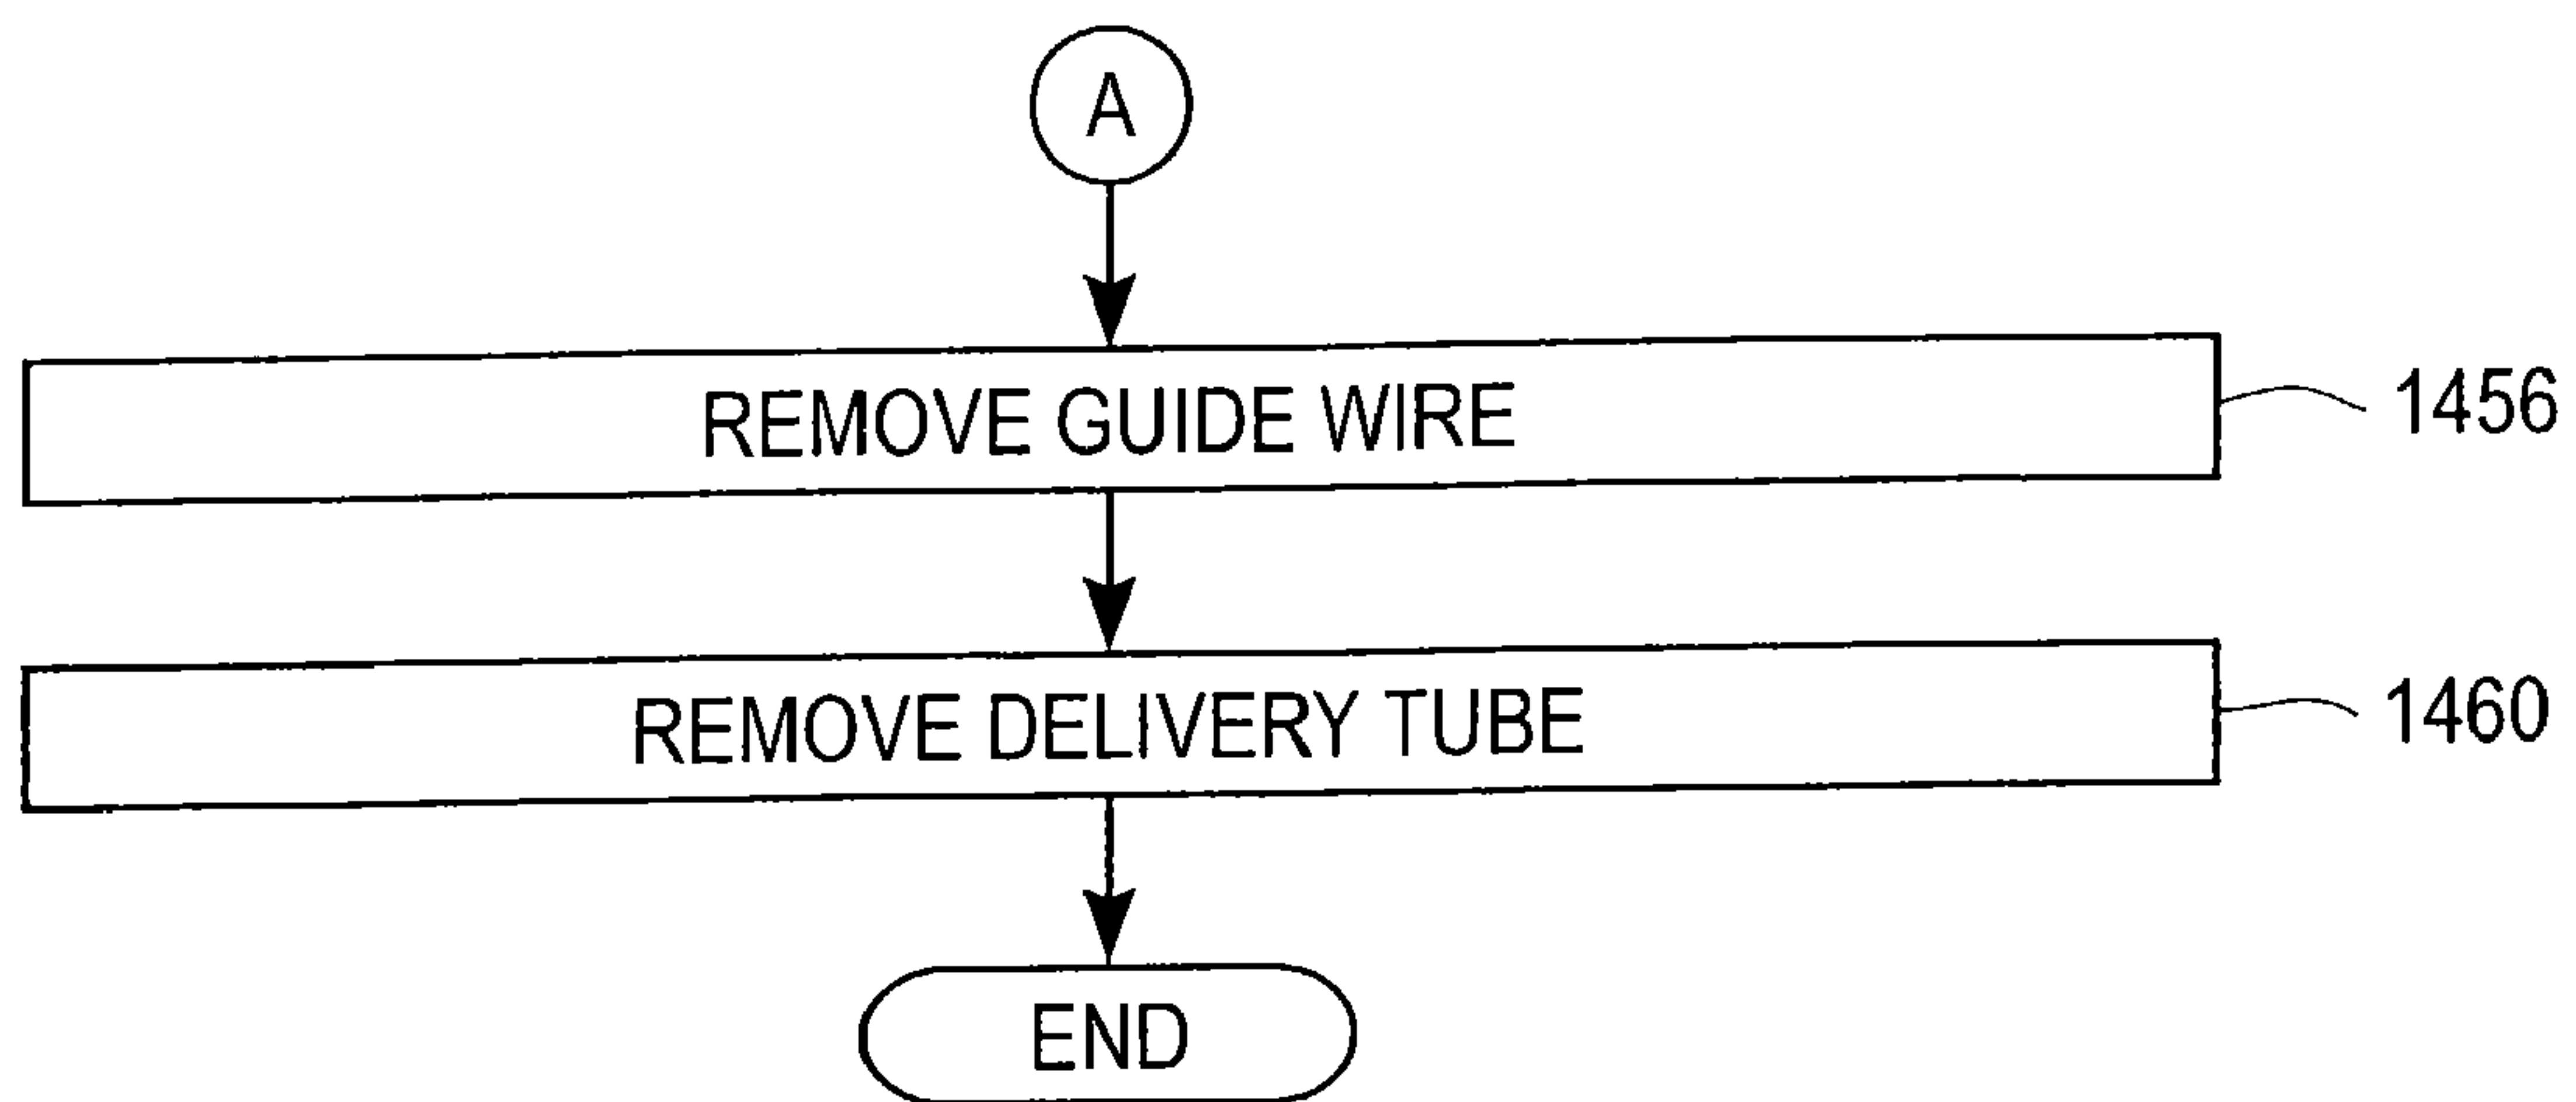 A
REMOVE GUIDE WIRE
1456
REMOVE DELIVERY TUBE
1460
END